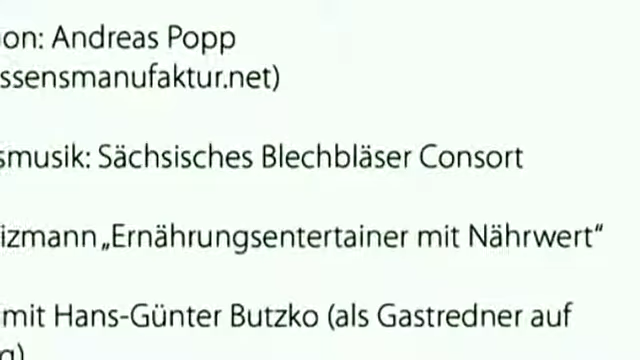 on: Andreas Popp
ssensmanufaktur.net)
smusik: Sächsisches Blechbläser Consort
izmann „Ernährungsentertainer mit Nährwert“
mit Hans-Günter Butzko (als Gastredner auf
g)